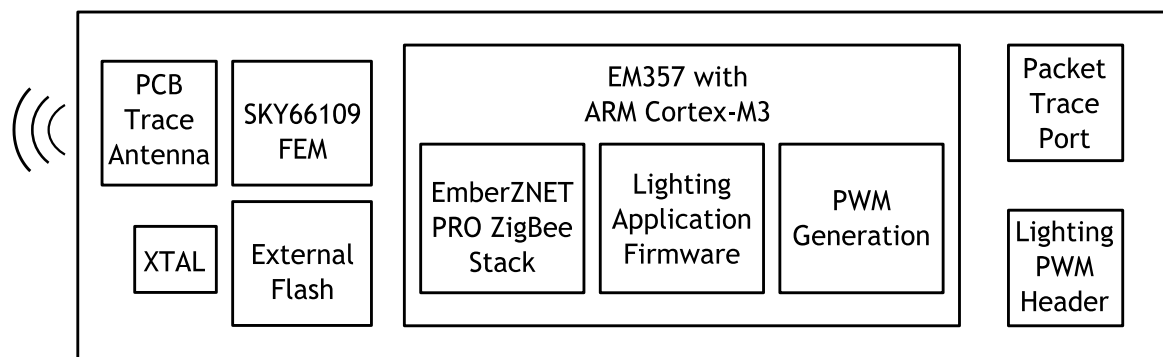 PCB
Trace
Antenna
SKY66109
FEM
XTAL
External
Flash
EM357 with
ARM Cortex-M3
EmberZNET
PRO ZigBee
Stack
Lighting
Application
Firmware
PWM
Generation
Packet
Trace
Port
Lighting
PWM
Header